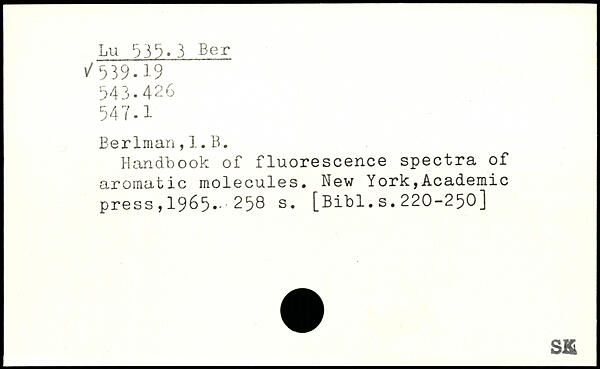 Lu 535.3 Ber
√ 539.19
543.426
547.1
Berlman,I.B.
Handbook of fluorescence spectra of
aromatic molecules. New York,Academic
press,1965. 258 s. [Bibl.s.220-250]
SK